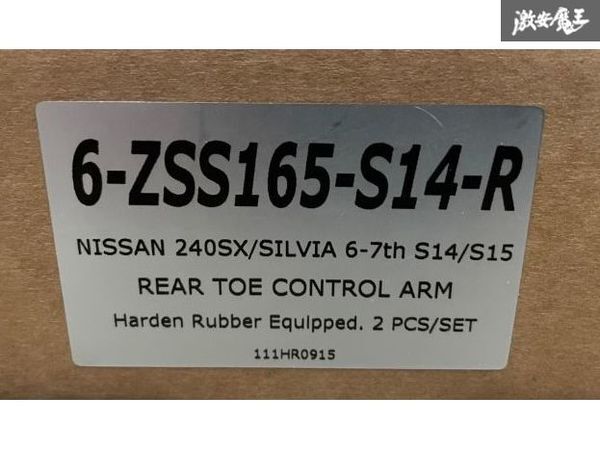 激安魔王
6-ZSS165-S14-R
NISSAN 240SX/SILVIA 6-7th S14/S15
REAR TOE CONTROL ARM
Harden Rubber Equipped. 2 PCS/SET
111HR0915